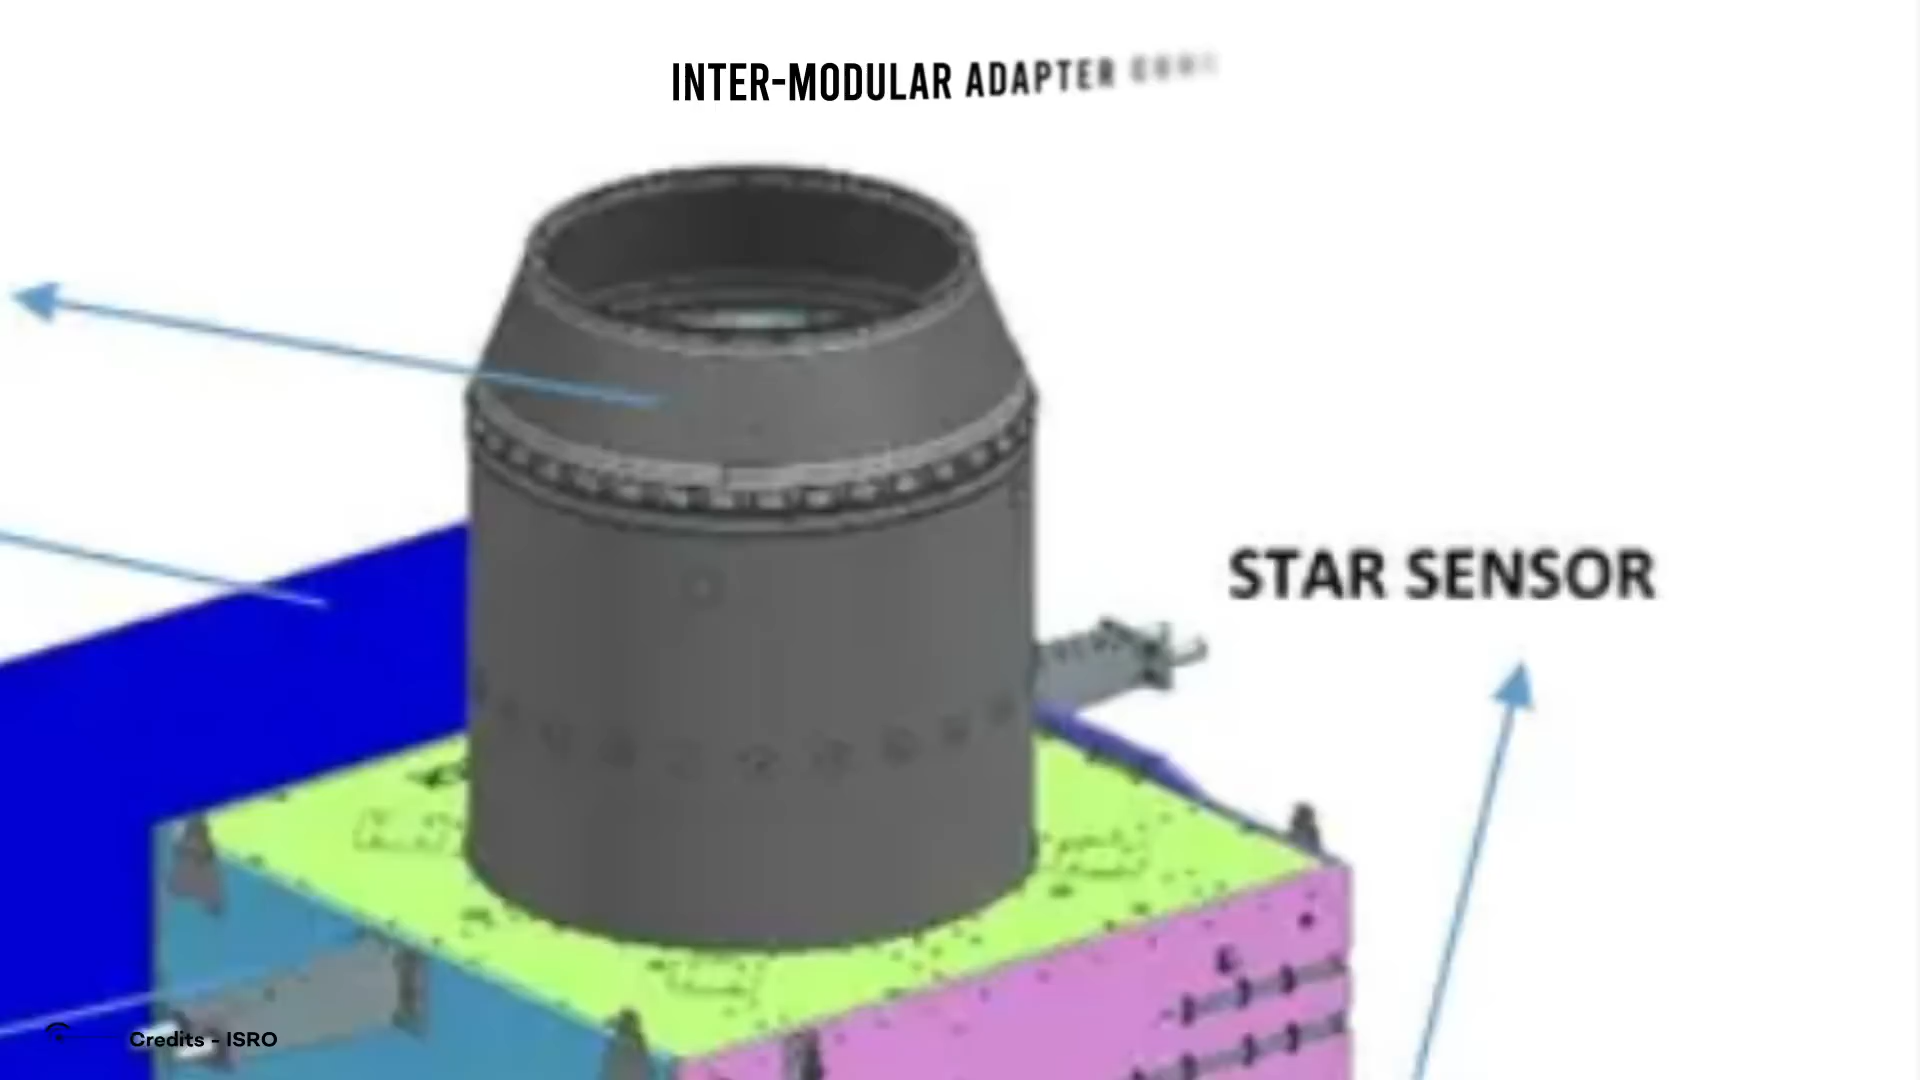 INTER-MODULAR ADAPTER
STAR SENSOR
Credits - ISRO